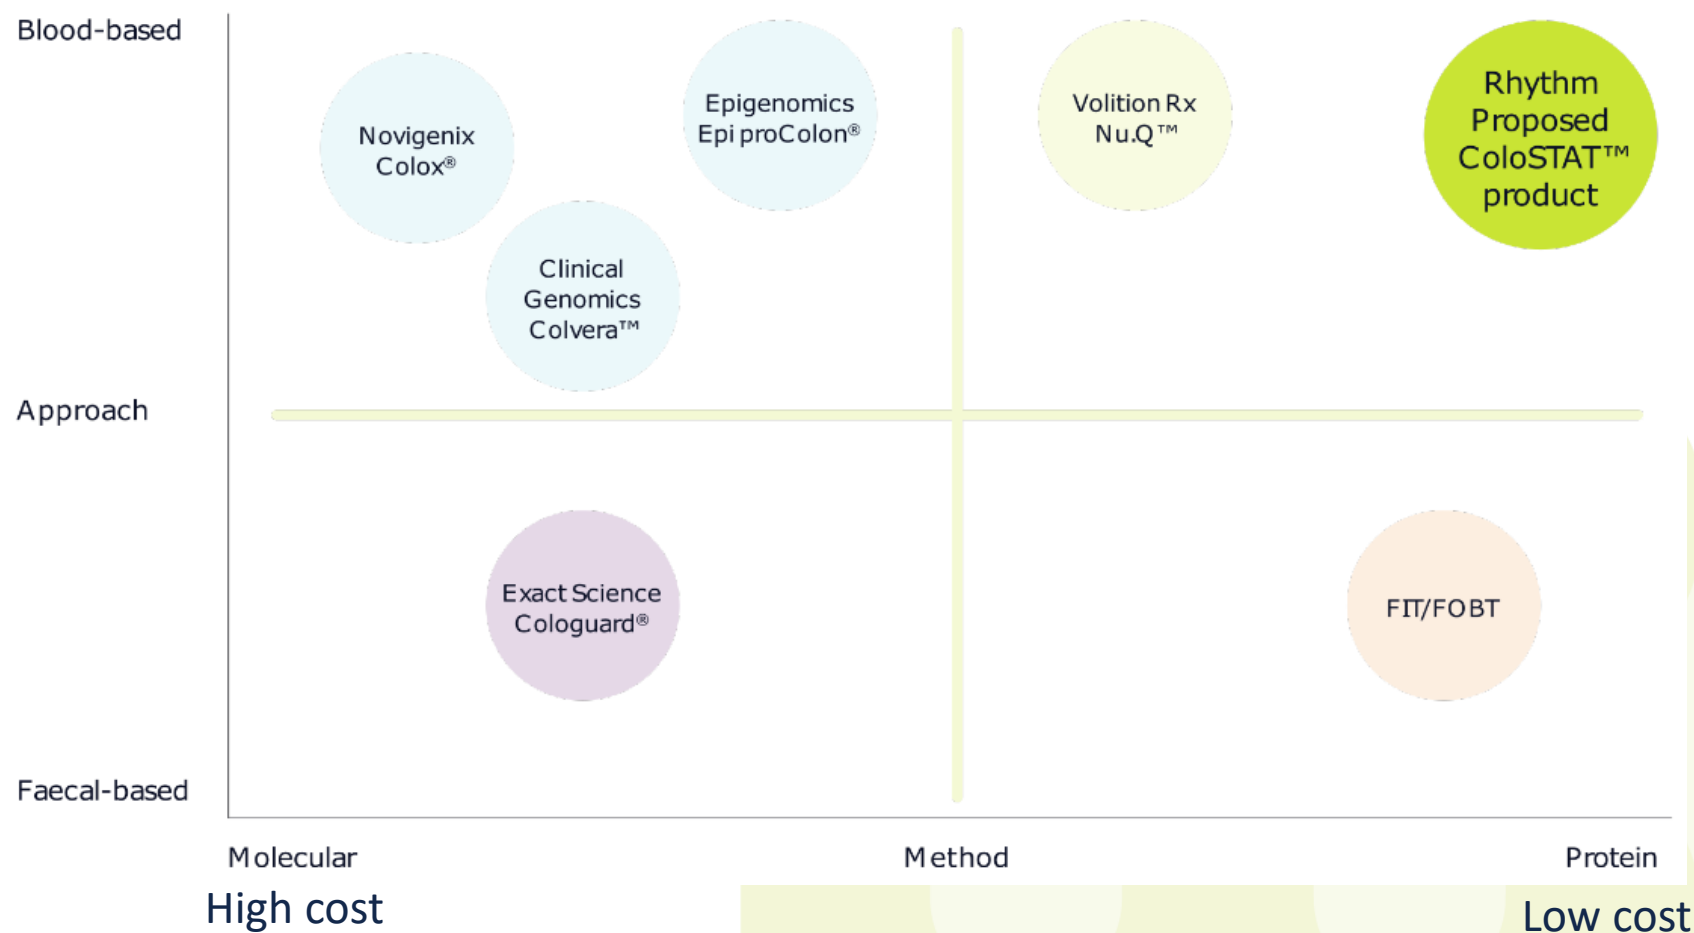 Blood-based
Novigenix
Colox®
Epigenomics
Epi proColon®
Volition Rx
Nu.Q™
Rhythm
Proposed
ColoSTAT™
product
Clinical
Genomics
Colvera™
Approach
Exact Science
Cologuard®
FIT/FOBT
Faecal-based
Molecular
Method
Protein
High cost
Low cost